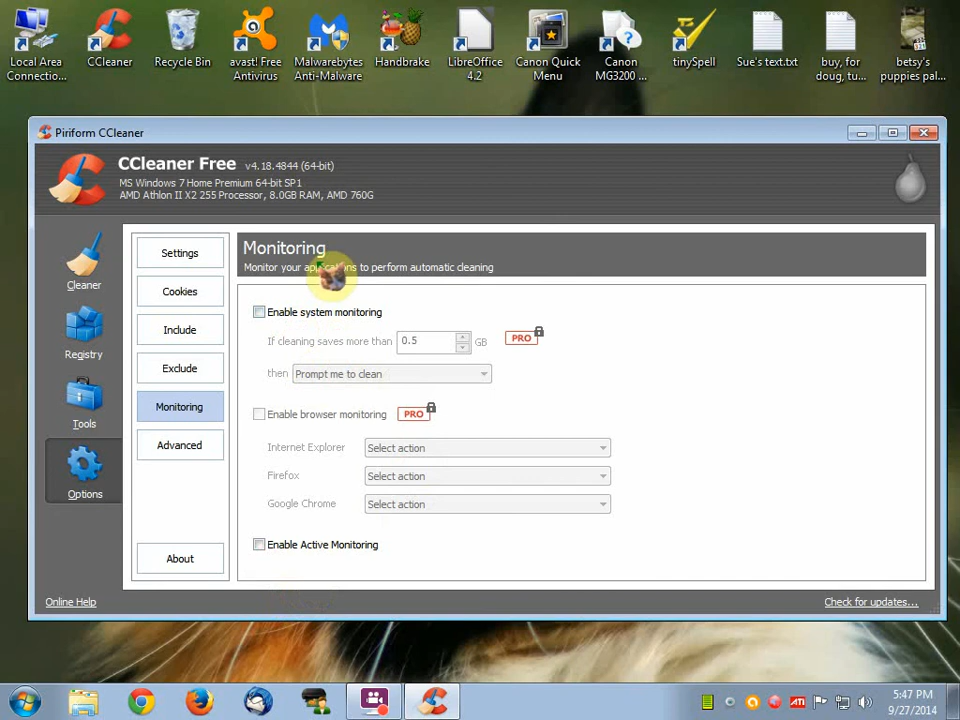 Local Area
Connectio...
CCleaner
Recycle Bin
avast! Free
Antivirus
Malwarebytes
Anti-Malware
Handbrake
LibreOffice
4.2
Canon Quick
Menu
Canon
MG3200 ...
tinySpell
Sue's text.txt
buy, for
doug, tu...
betsy's
puppies pal...
Piriform CCleaner
CCleaner Free v4.18.4844 (64-bit)
MS Windows 7 Home Premium 64-bit SP1
AMD Athlon II X2 255 Processor, 8.0GB RAM, AMD 760G
Cleaner
Registry
Tools
Options
Settings
Cookies
Include
Exclude
Monitoring
Advanced
About
Monitoring
Monitor your applications to perform automatic cleaning
Enable system monitoring
If cleaning saves more than 0.5 GB PRO
then Prompt me to clean
Enable browser monitoring PRO
Internet Explorer Select action
Firefox Select action
Google Chrome Select action
Enable Active Monitoring
Online Help
Check for updates...
ATI
5:47 PM
9/27/2014